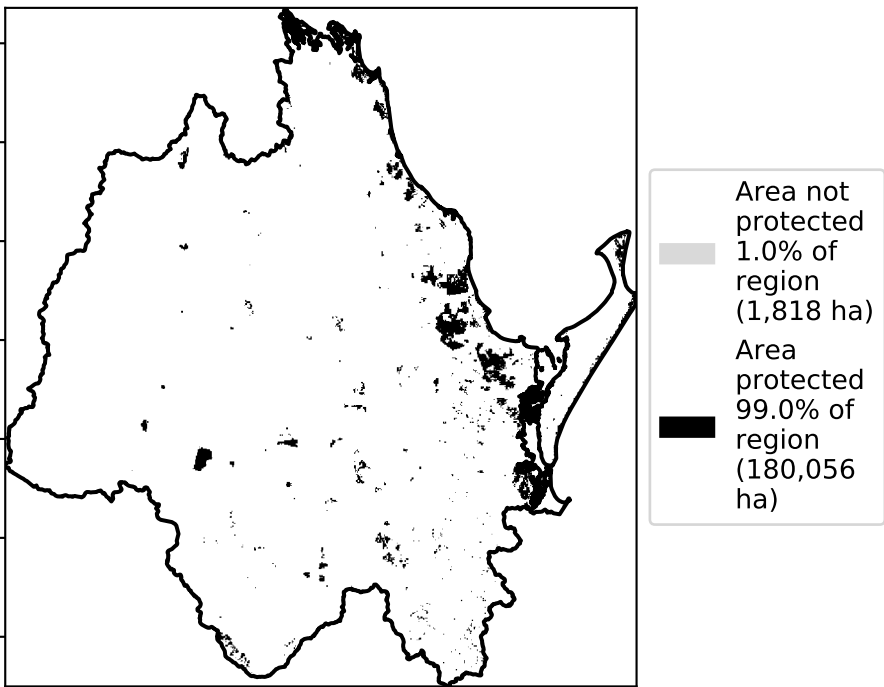 Area not
protected
1.0% of
region
(1,818 ha)
Area
protected
99.0% of
region
(180,056
ha)